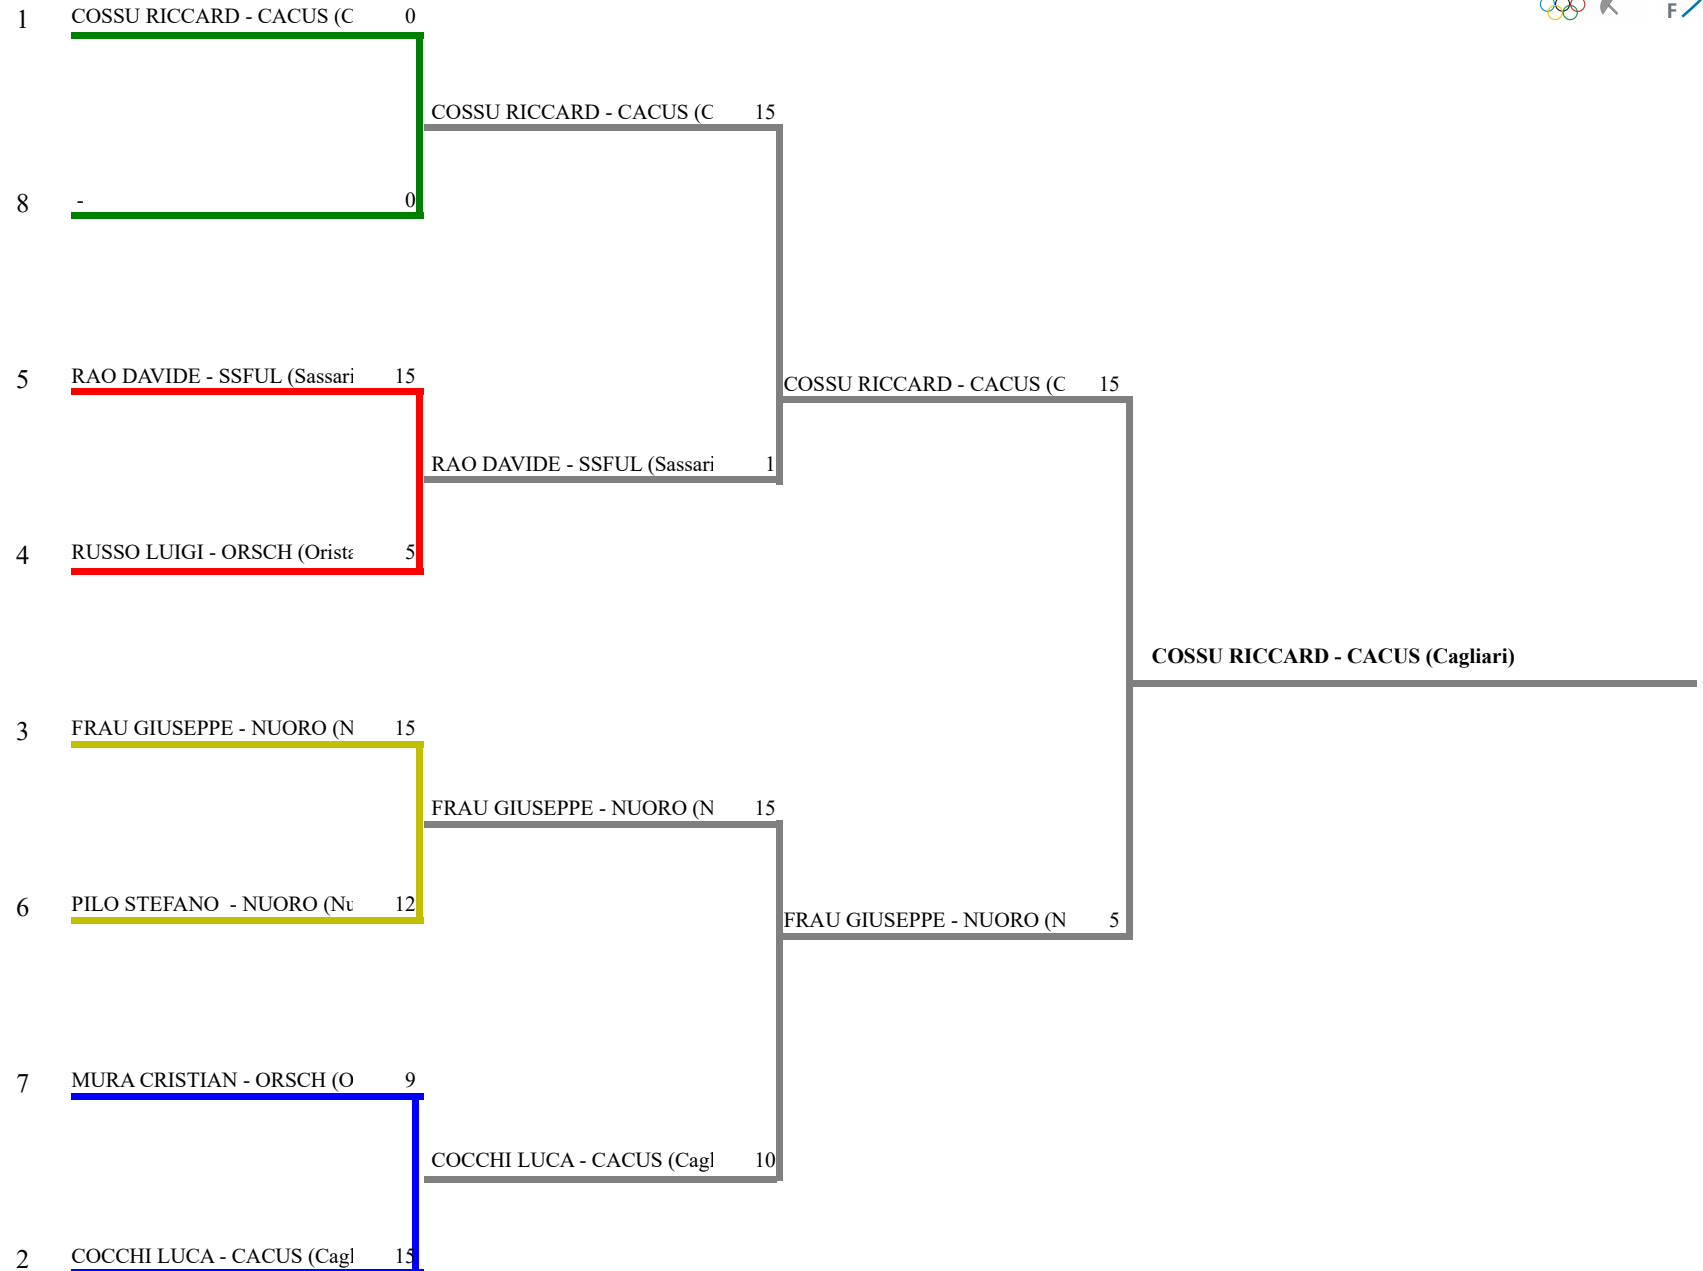 1 COSSU RICCARD - CACUS (C 0
COSSU RICCARD - CACUS (C 15
8 - 0
5 RAO DAVIDE - SSFUL (Sassari 15
COSSU RICCARD - CACUS (C 15
RAO DAVIDE - SSFUL (Sassari 1
4 RUSSO LUIGI - ORSCH (Orista 5
COSSU RICCARD - CACUS (Cagliari)
3 FRAU GIUSEPPE - NUORO (N 15
FRAU GIUSEPPE - NUORO (N 15
6 PILO STEFANO - NUORO (Nu 12
FRAU GIUSEPPE - NUORO (N 5
7 MURA CRISTIAN - ORSCH (O 9
COCCHI LUCA - CACUS (Cagl 10
2 COCCHI LUCA - CACUS (Cagl 15
F